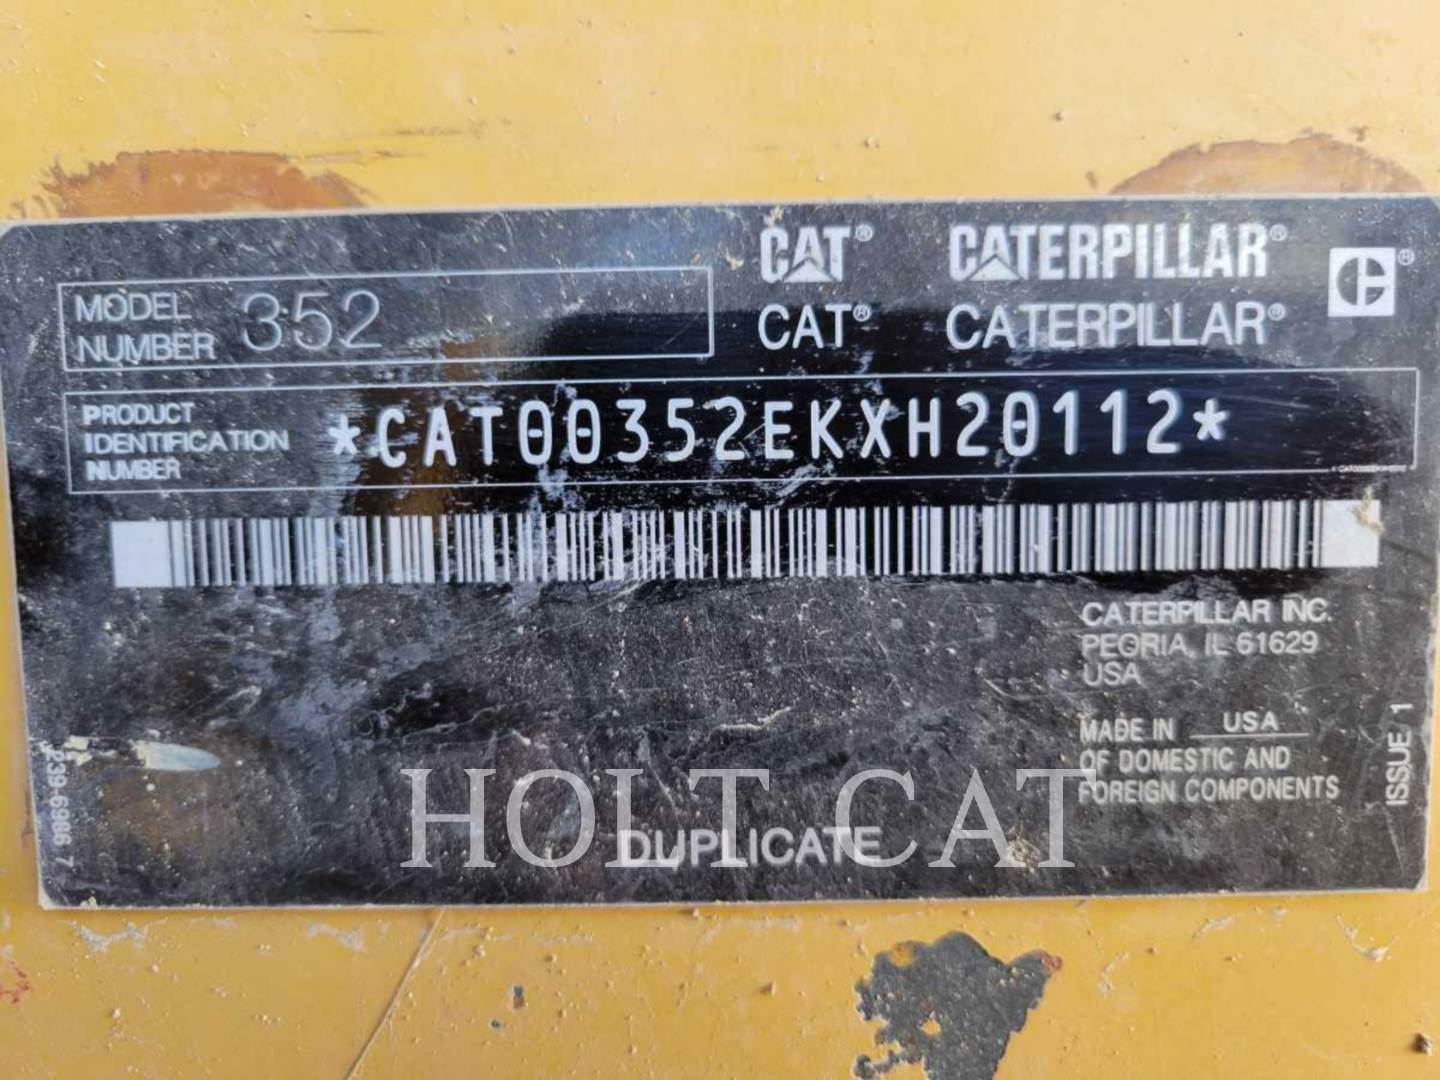 CAT® CATERPILLAR®
CAT® CATERPILLAR®
MODEL NUMBER 352
PRODUCT IDENTIFICATION NUMBER *CAT00352EKXH20112*
CATERPILLAR INC.
PEORIA, IL 61629
USA
MADE IN USA
OF DOMESTIC AND
FOREIGN COMPONENTS
ISSUE 1
DUPLICATE
HOLT CAT